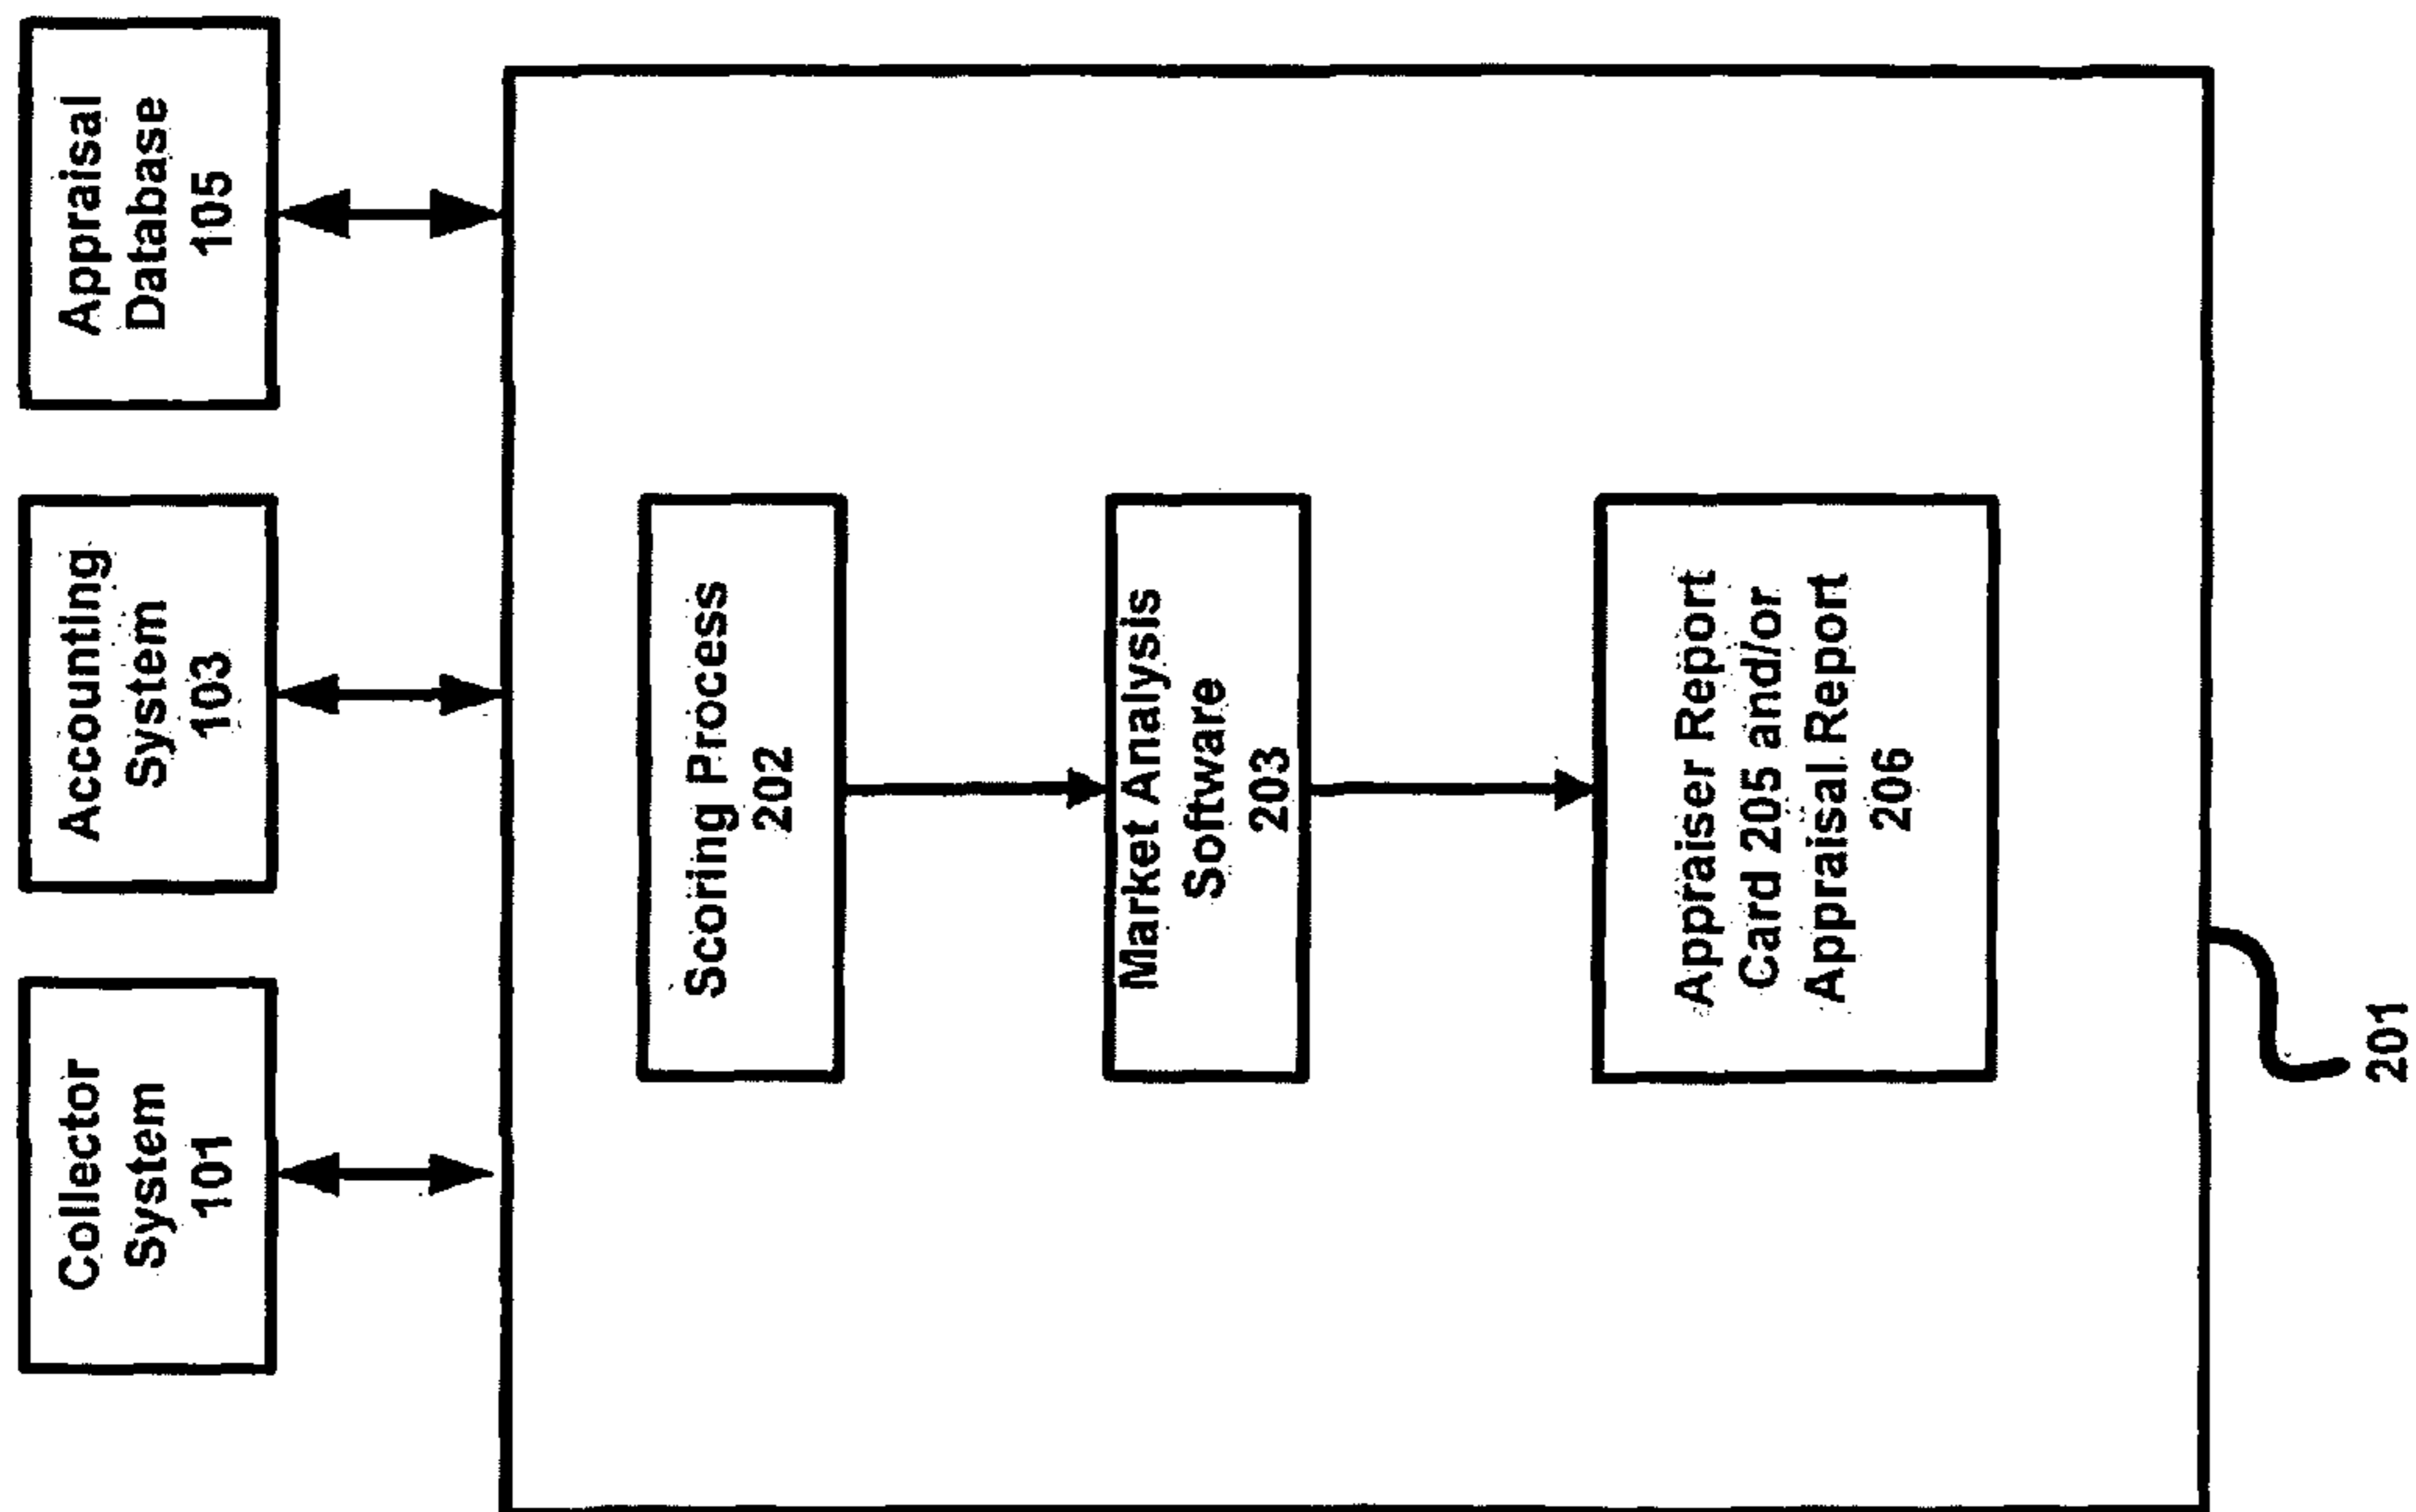 Collector
System
101
Accounting
System
103
Appraisal
Database
105
Scoring Process
202
Market Analysis
Software
203
Appraiser Report
Card 205 and/or
Appraisal Report
206
201